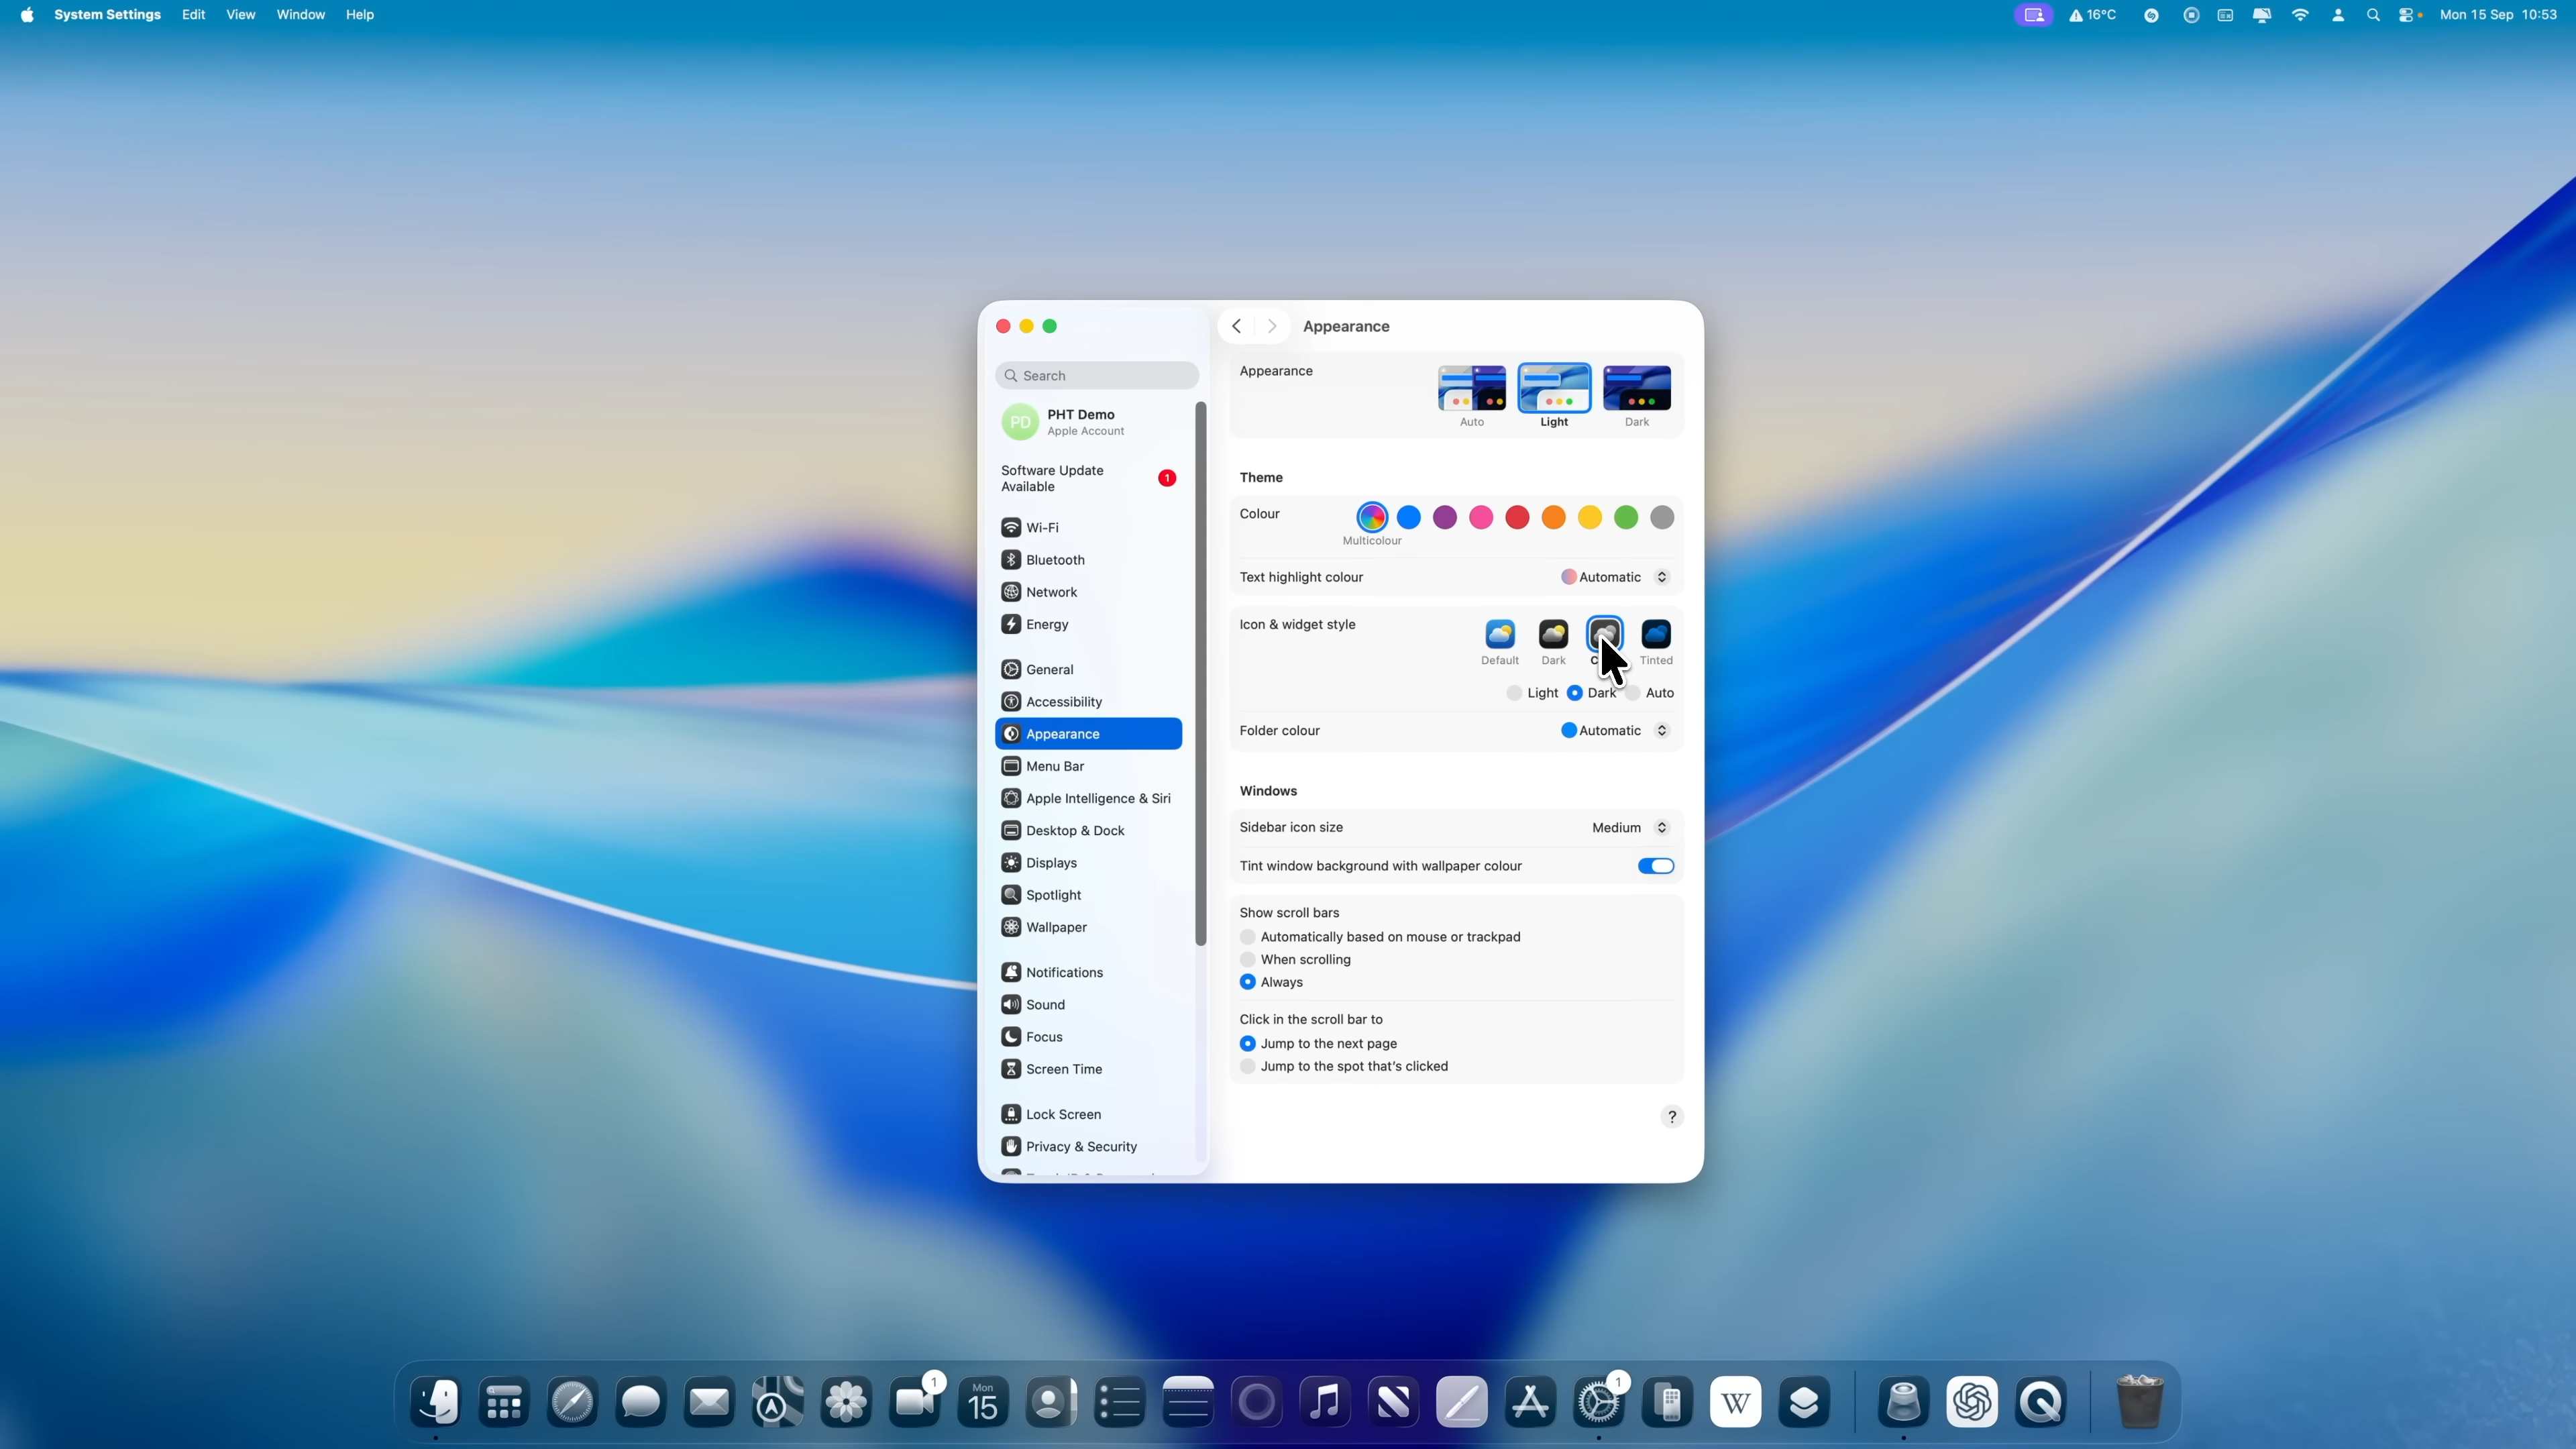 System Settings Edit View Window Help
16°C Mon 15 Sep 10:53
Appearance
Search
PD
PHT Demo
Apple Account
Software Update
Available
1
Wi-Fi
Bluetooth
Network
Energy
General
Accessibility
Appearance
Menu Bar
Apple Intelligence & Siri
Desktop & Dock
Displays
Spotlight
Wallpaper
Notifications
Sound
Focus
Screen Time
Lock Screen
Privacy & Security
Appearance
Auto Light Dark
Theme
Colour
Multicolour
Text highlight colour Automatic
Icon & widget style
Default Dark Tinted
Light Dark Auto
Folder colour Automatic
Windows
Sidebar icon size Medium
Tint window background with wallpaper colour
Show scroll bars
Automatically based on mouse or trackpad
When scrolling
Always
Click in the scroll bar to
Jump to the next page
Jump to the spot that's clicked
?
1
Mon
15
1
W